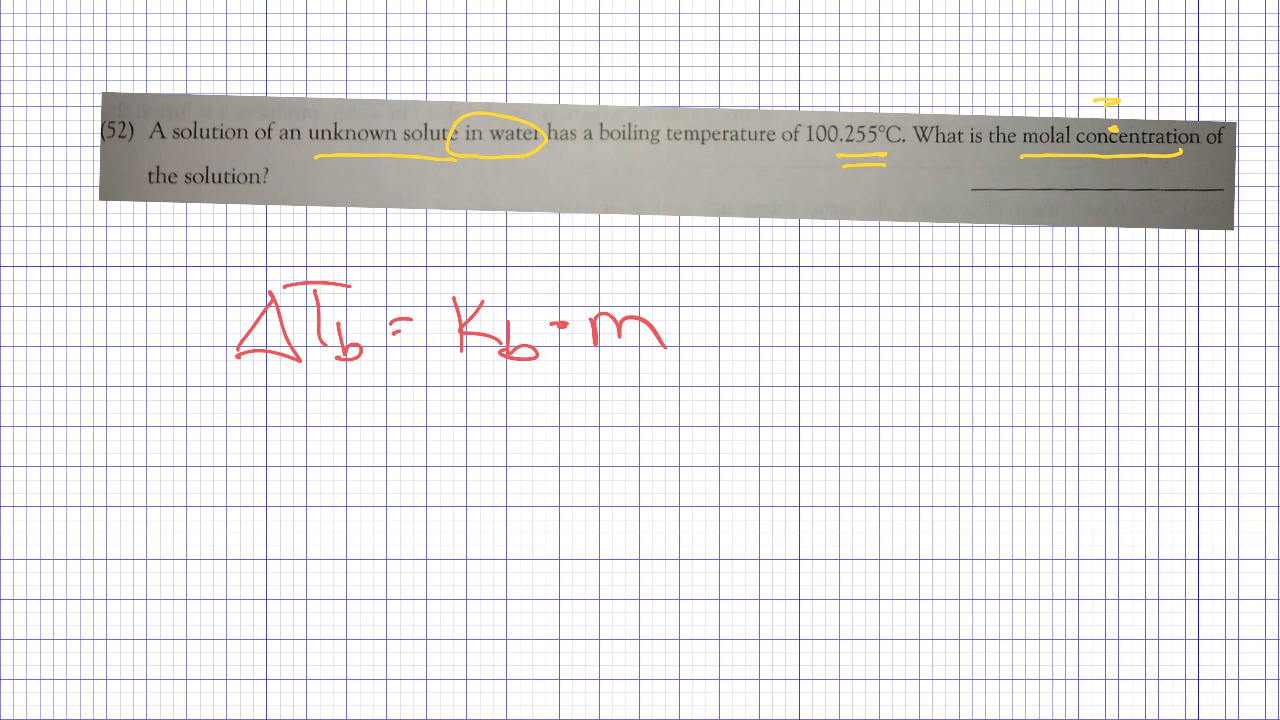 (52) A solution of an unknown solute in water has a boiling temperature of 100.255°C. What is the molal concentration of
the solution?
ΔTb = Kb · m